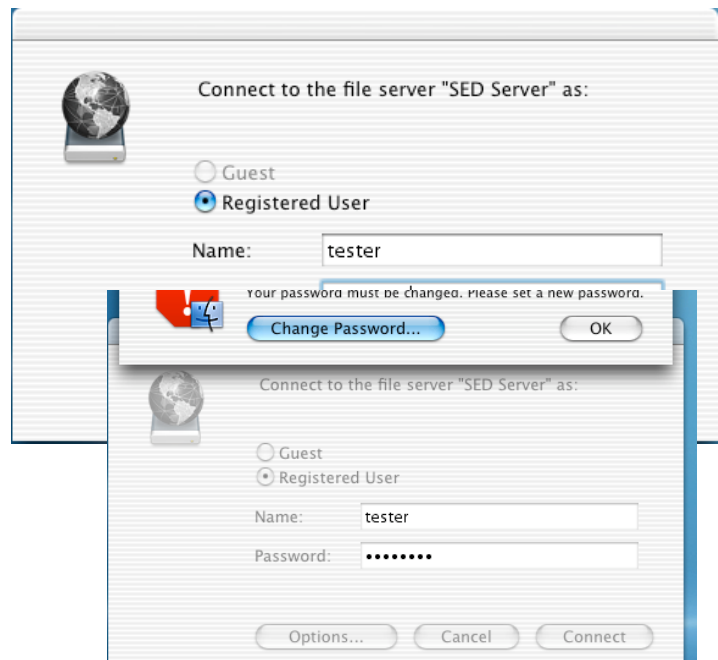 Connect to the file server "SED Server" as:
Guest
Registered User
Name: tester
Your password must be changed. Please set a new password.
Change Password... OK
Connect to the file server "SED Server" as:
Guest
Registered User
Name: tester
Password: ••••••••
Options... Cancel Connect